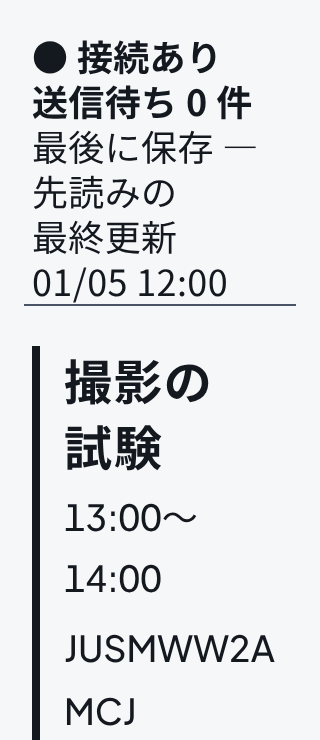 ● 接続あり
送信待ち 0 件
最後に保存 —
先読みの
最終更新
01/05 12:00
撮影の
試験
13:00〜
14:00
JUSMWW2A
MCJ